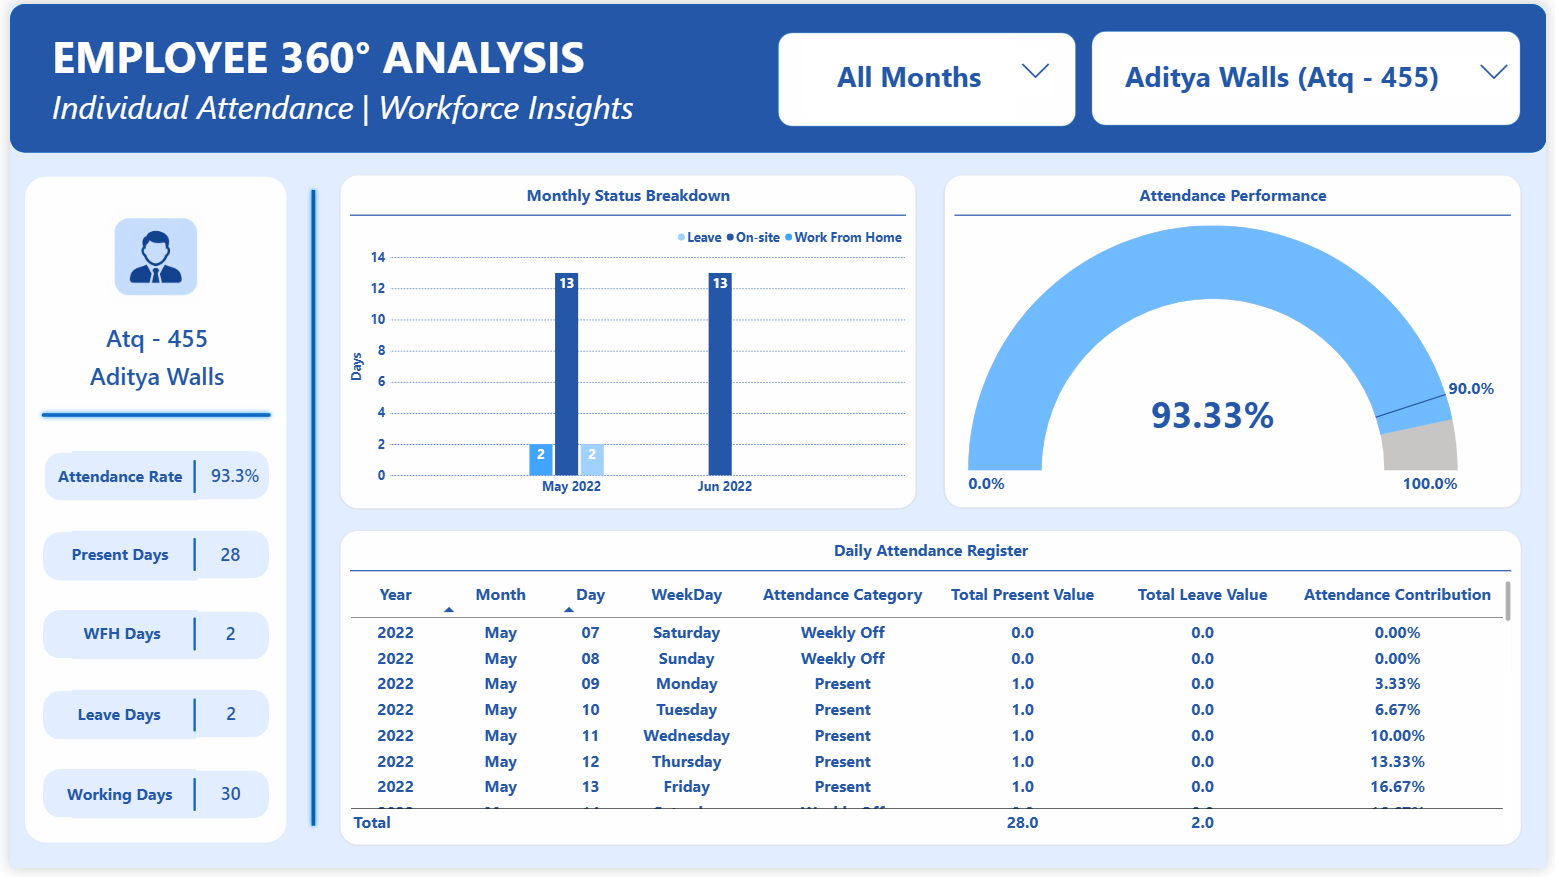 EMPLOYEE 360° ANALYSIS
Individual Attendance | Workforce Insights
All Months
Aditya Walls (Atq - 455)
Atq - 455
Aditya Walls
Attendance Rate 93.3%
Present Days 28
WFH Days 2
Leave Days 2
Working Days 30
Monthly Status Breakdown
Leave On-site Work From Home
Days
14
12
10
8
6
4
2
0
2 13 2
13
May 2022 Jun 2022
Attendance Performance
93.33%
90.0%
0.0% 100.0%
Daily Attendance Register
Year Month Day WeekDay Attendance Category Total Present Value Total Leave Value Attendance Contribution
2022 May 07 Saturday Weekly Off 0.0 0.0 0.00%
2022 May 08 Sunday Weekly Off 0.0 0.0 0.00%
2022 May 09 Monday Present 1.0 0.0 3.33%
2022 May 10 Tuesday Present 1.0 0.0 6.67%
2022 May 11 Wednesday Present 1.0 0.0 10.00%
2022 May 12 Thursday Present 1.0 0.0 13.33%
2022 May 13 Friday Present 1.0 0.0 16.67%
Total 28.0 2.0